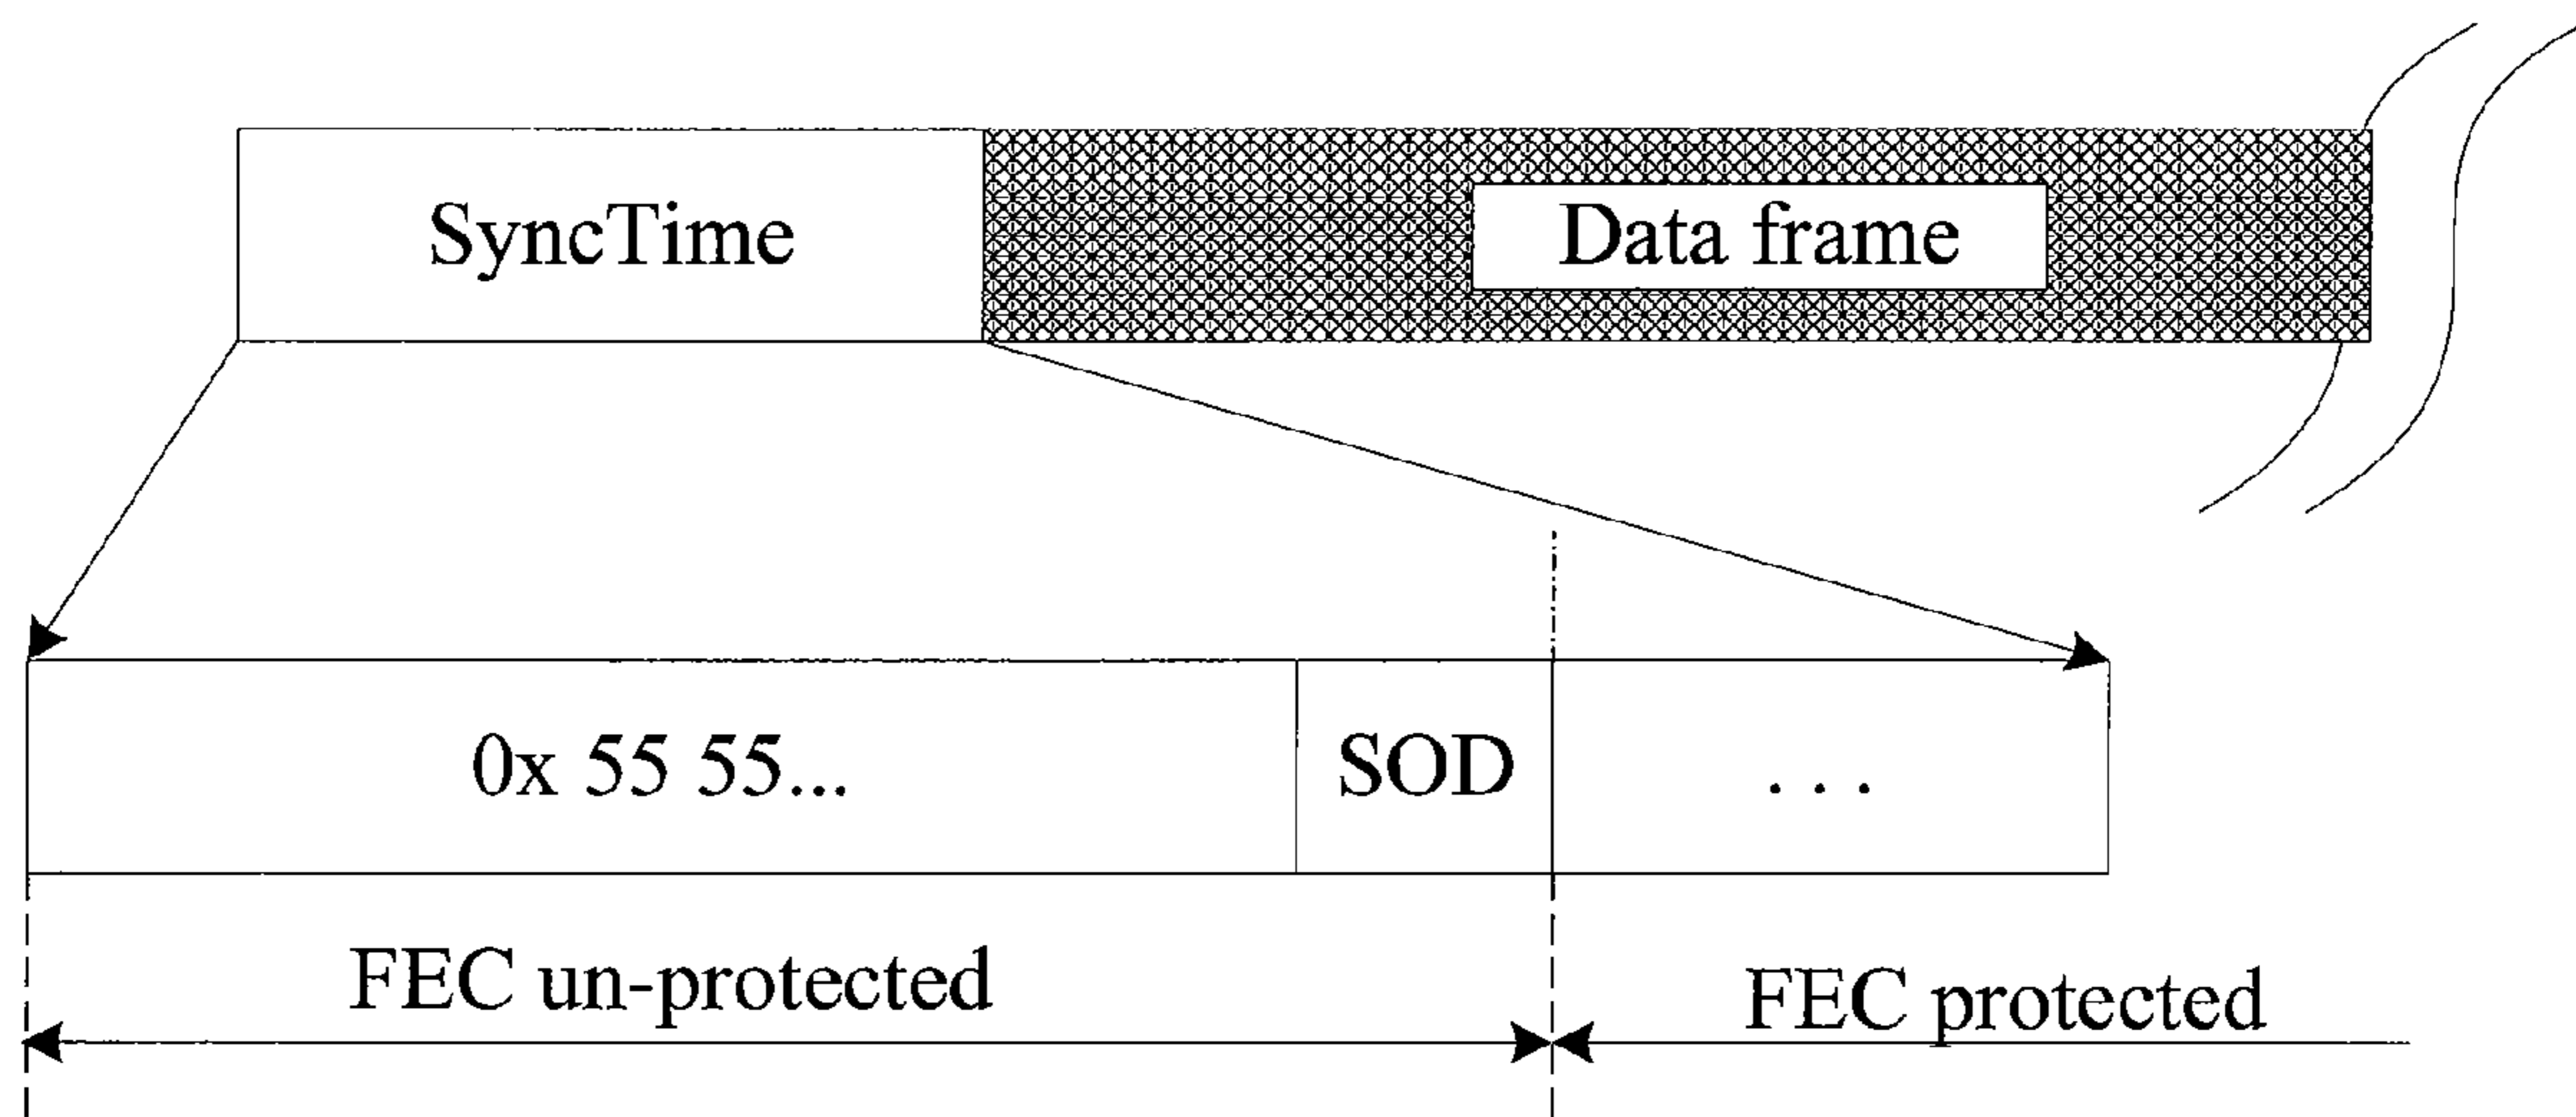 SyncTime
Data frame
0x 55 55...
SOD
...
FEC un-protected
FEC protected